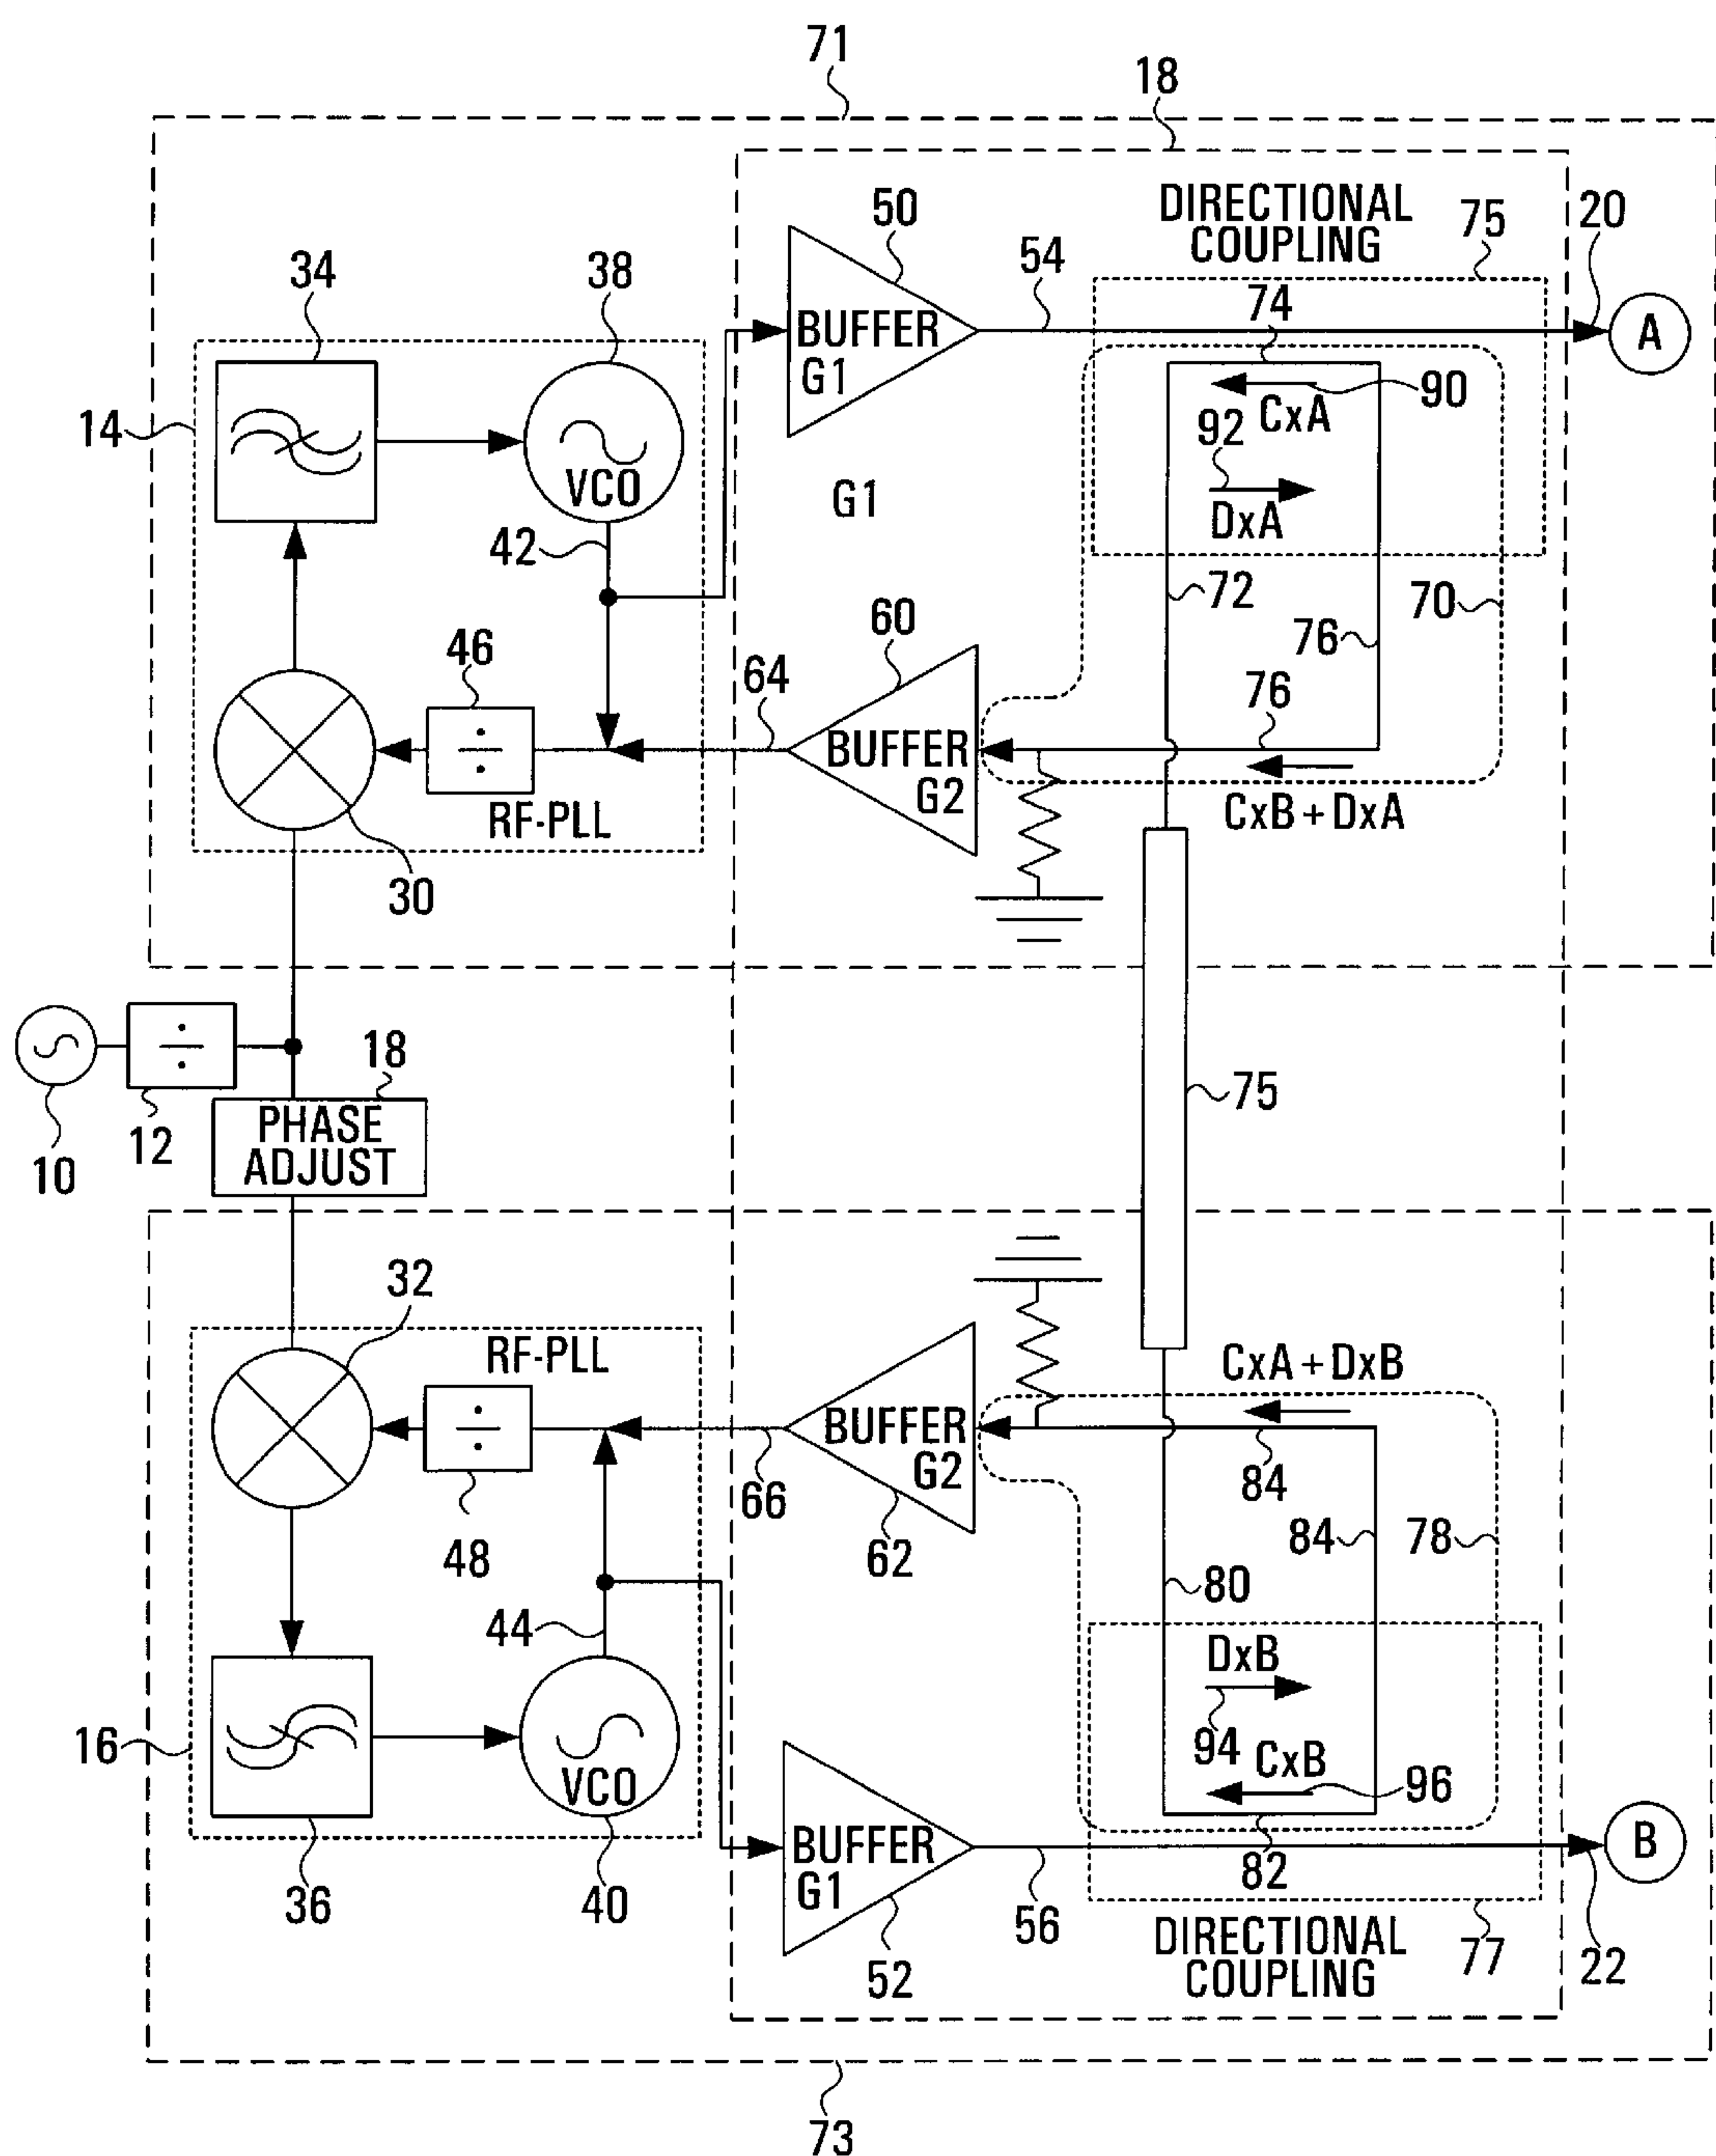 71
18
DIRECTIONAL
COUPLING
50
54
75
20
34
38
74
A
BUFFER
G1
90
CxA
92
14
VCO
G1
DxA
42
72
70
60
76
46
64
76
BUFFER
G2
RF-PLL
CxB + DxA
30
18
75
PHASE
ADJUST
12
10
32
RF-PLL
CxA + DxB
BUFFER
G2
84
66
62
84
78
48
80
44
DxB
94
CxB
96
16
VCO
BUFFER
G1
B
82
36
40
56
DIRECTIONAL
COUPLING
77
22
52
73